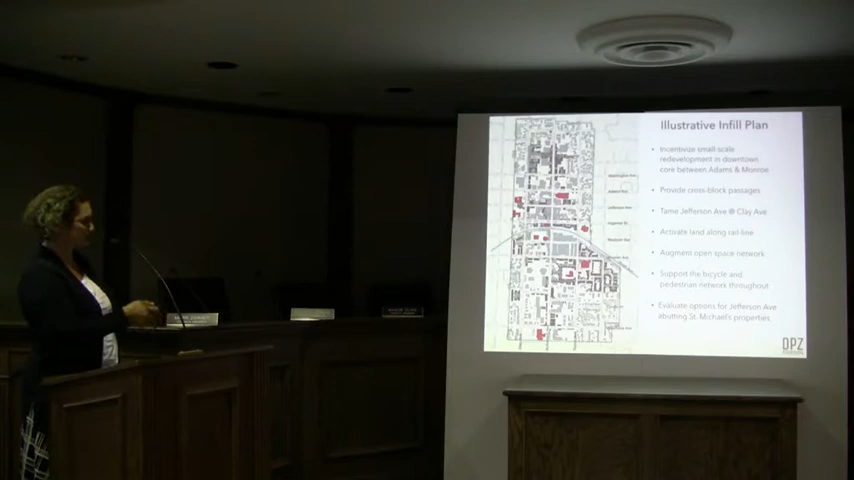 Illustrative Infill Plan
• Incentivize small-scale
redevelopment in downtown
core between Adams & Monroe
• Provide cross-block passages
• Tame Jefferson Ave @ Clay Ave
• Activate land along rail-line
• Augment open space network
• Support the bicycle and
pedestrian network throughout
• Evaluate options for Jefferson Ave
abutting St. Michael's properties
DPZ